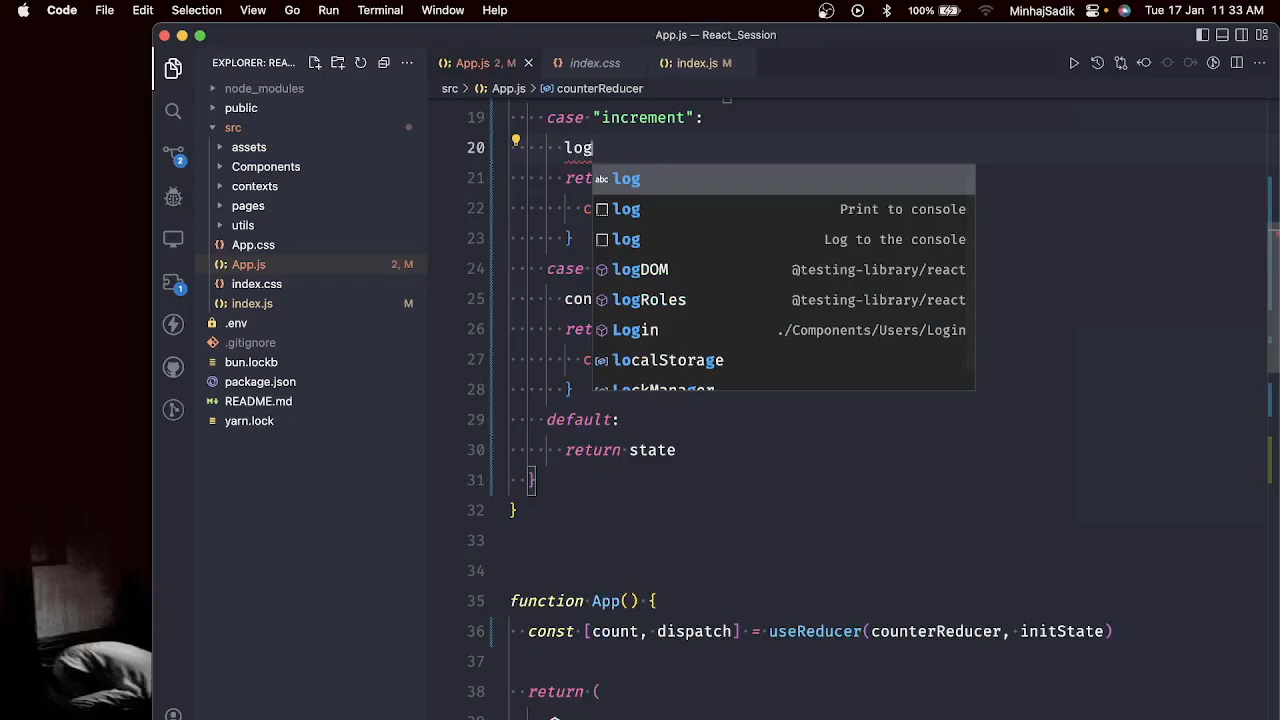 Code File Edit Selection View Go Run Terminal Window Help 100% MinhajSadik Tue 17 Jan 11:33 AM
App.js — React_Session
EXPLORER: REA...
App.js 2, M
index.css
index.js M
src › App.js › counterReducer
node_modules
public
src
assets
Components
contexts
pages
utils
App.css
App.js 2, M
index.css
index.js M
.env
.gitignore
bun.lockb
package.json
README.md
yarn.lock
2
1
19 case "increment":
20 log
21 ret
22 c
23 }
24 case
25 con
26 ret
27 c
28 }
29 default:
30 return state
31 }
32 }
33
34
35 function App() {
36 const [count, dispatch] = useReducer(counterReducer, initState)
37
38 return (
abc log
log Print to console
log Log to the console
logDOM @testing-library/react
logRoles @testing-library/react
Login ./Components/Users/Login
localStorage
LockManager